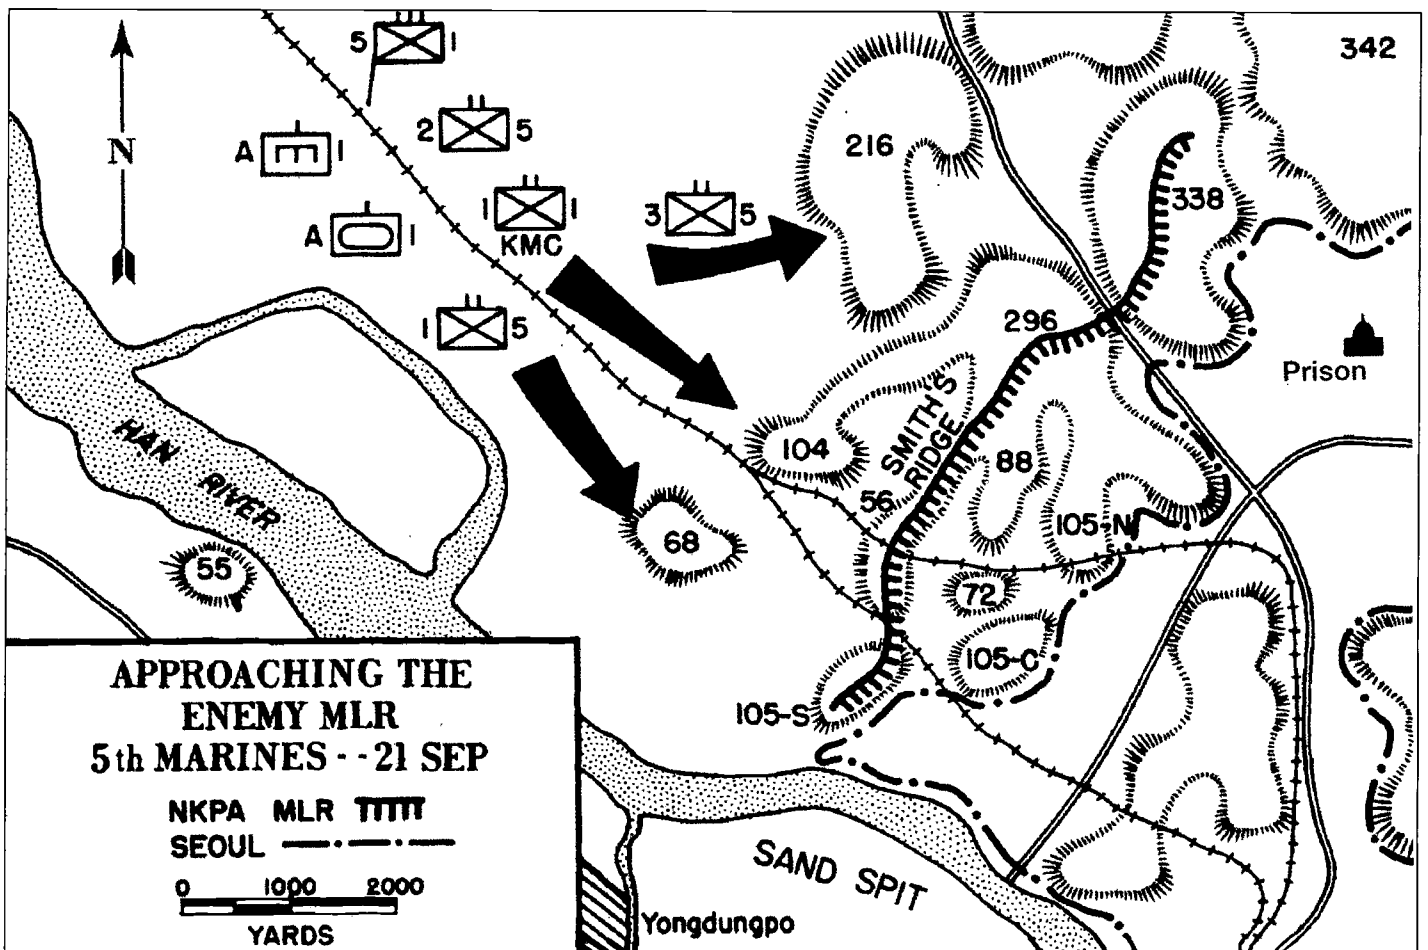 5 1
342
N
2 5
A 1
216
3 5
1 1
KMC
338
A 1
1 5
296
Prison
SMITH'S
RIDGE
104
88
HAN RIVER
56
105-N
68
55
72
105-C
105-S
APPROACHING THE
ENEMY MLR
5th MARINES - - 21 SEP
NKPA MLR
SEOUL
0 1000 2000
YARDS
SAND SPIT
Yongdungpo